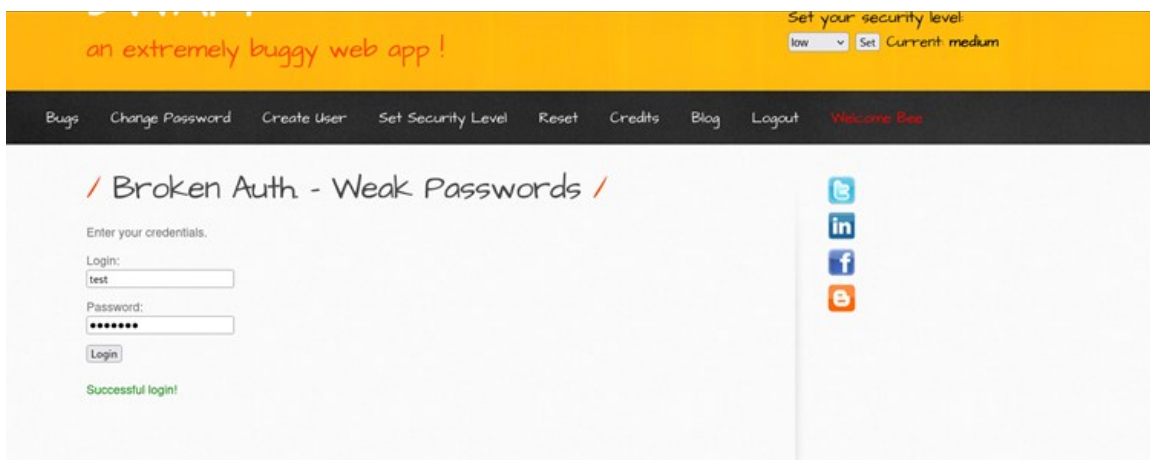 Set your security level:
an extremely buggy web app !
low Set Current: medium
Bugs Change Password Create User Set Security Level Reset Credits Blog Logout Welcome Bee
/ Broken Auth. - Weak Passwords /
Enter your credentials.
Login:
test
Password:
•••••••
Login
Successful login!